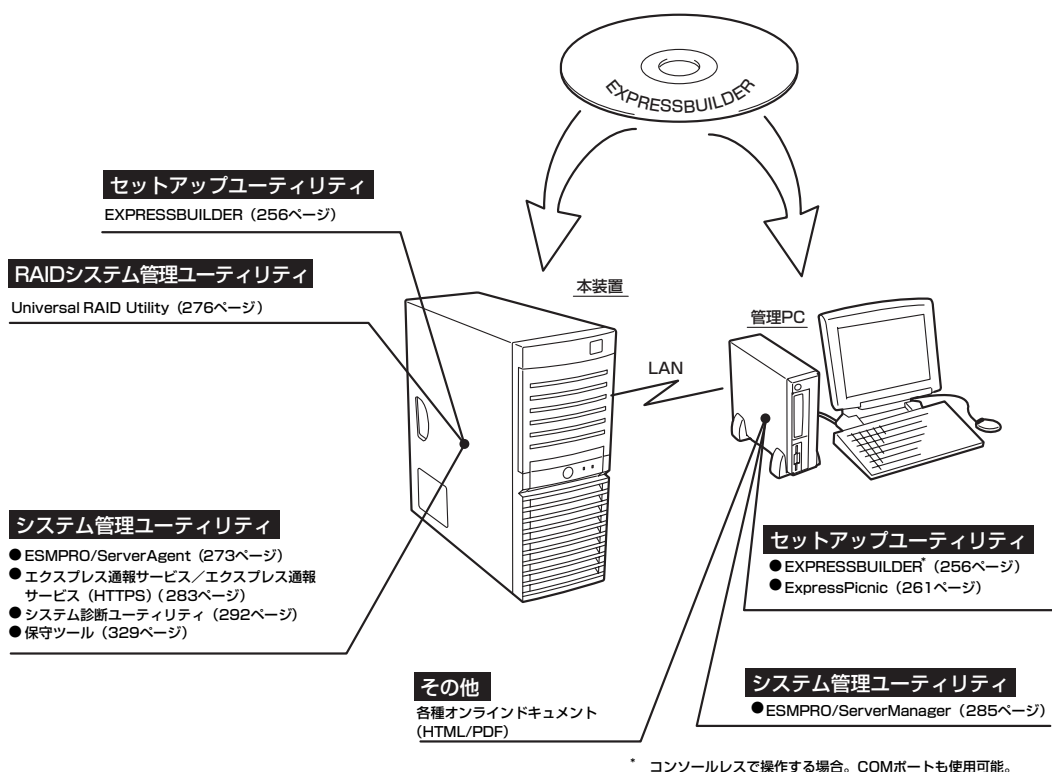 EXPRESSBUILDER
セットアップユーティリティ
EXPRESSBUILDER（256ページ）
RAIDシステム管理ユーティリティ
Universal RAID Utility（276ページ）
本装置
管理PC
LAN
システム管理ユーティリティ
●ESMPRO/ServerAgent（273ページ）
●エクスプレス通報サービス／エクスプレス通報
サービス（HTTPS）（283ページ）
●システム診断ユーティリティ（292ページ）
●保守ツール（329ページ）
セットアップユーティリティ
●EXPRESSBUILDER*（256ページ）
●ExpressPicnic（261ページ）
その他
各種オンラインドキュメント
（HTML/PDF）
システム管理ユーティリティ
●ESMPRO/ServerManager（285ページ）
* コンソールレスで操作する場合。COMポートも使用可能。